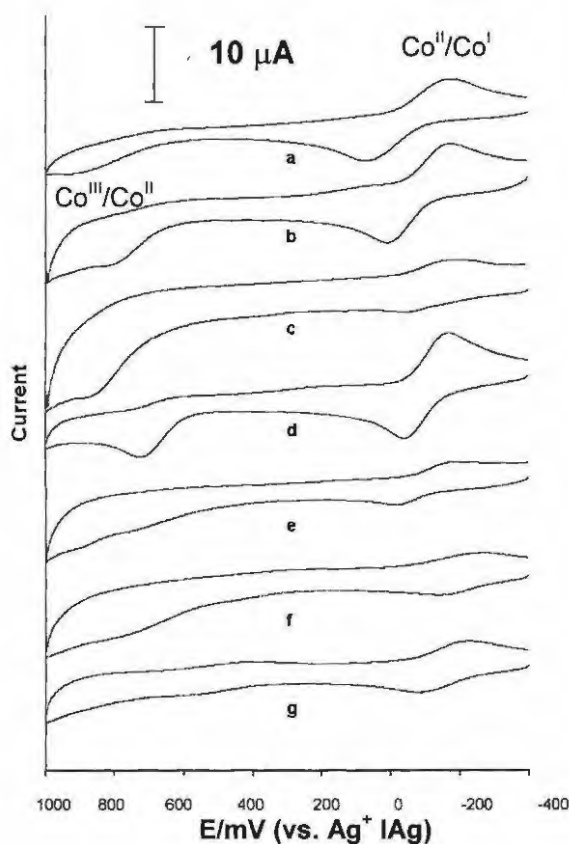 10 μA
Co^II/Co^I
a
Co^III/Co^II
b
c
d
e
f
g
Current
1000 800 600 400 200 0 -200 -400
E/mV (vs. Ag⁺ lAg)